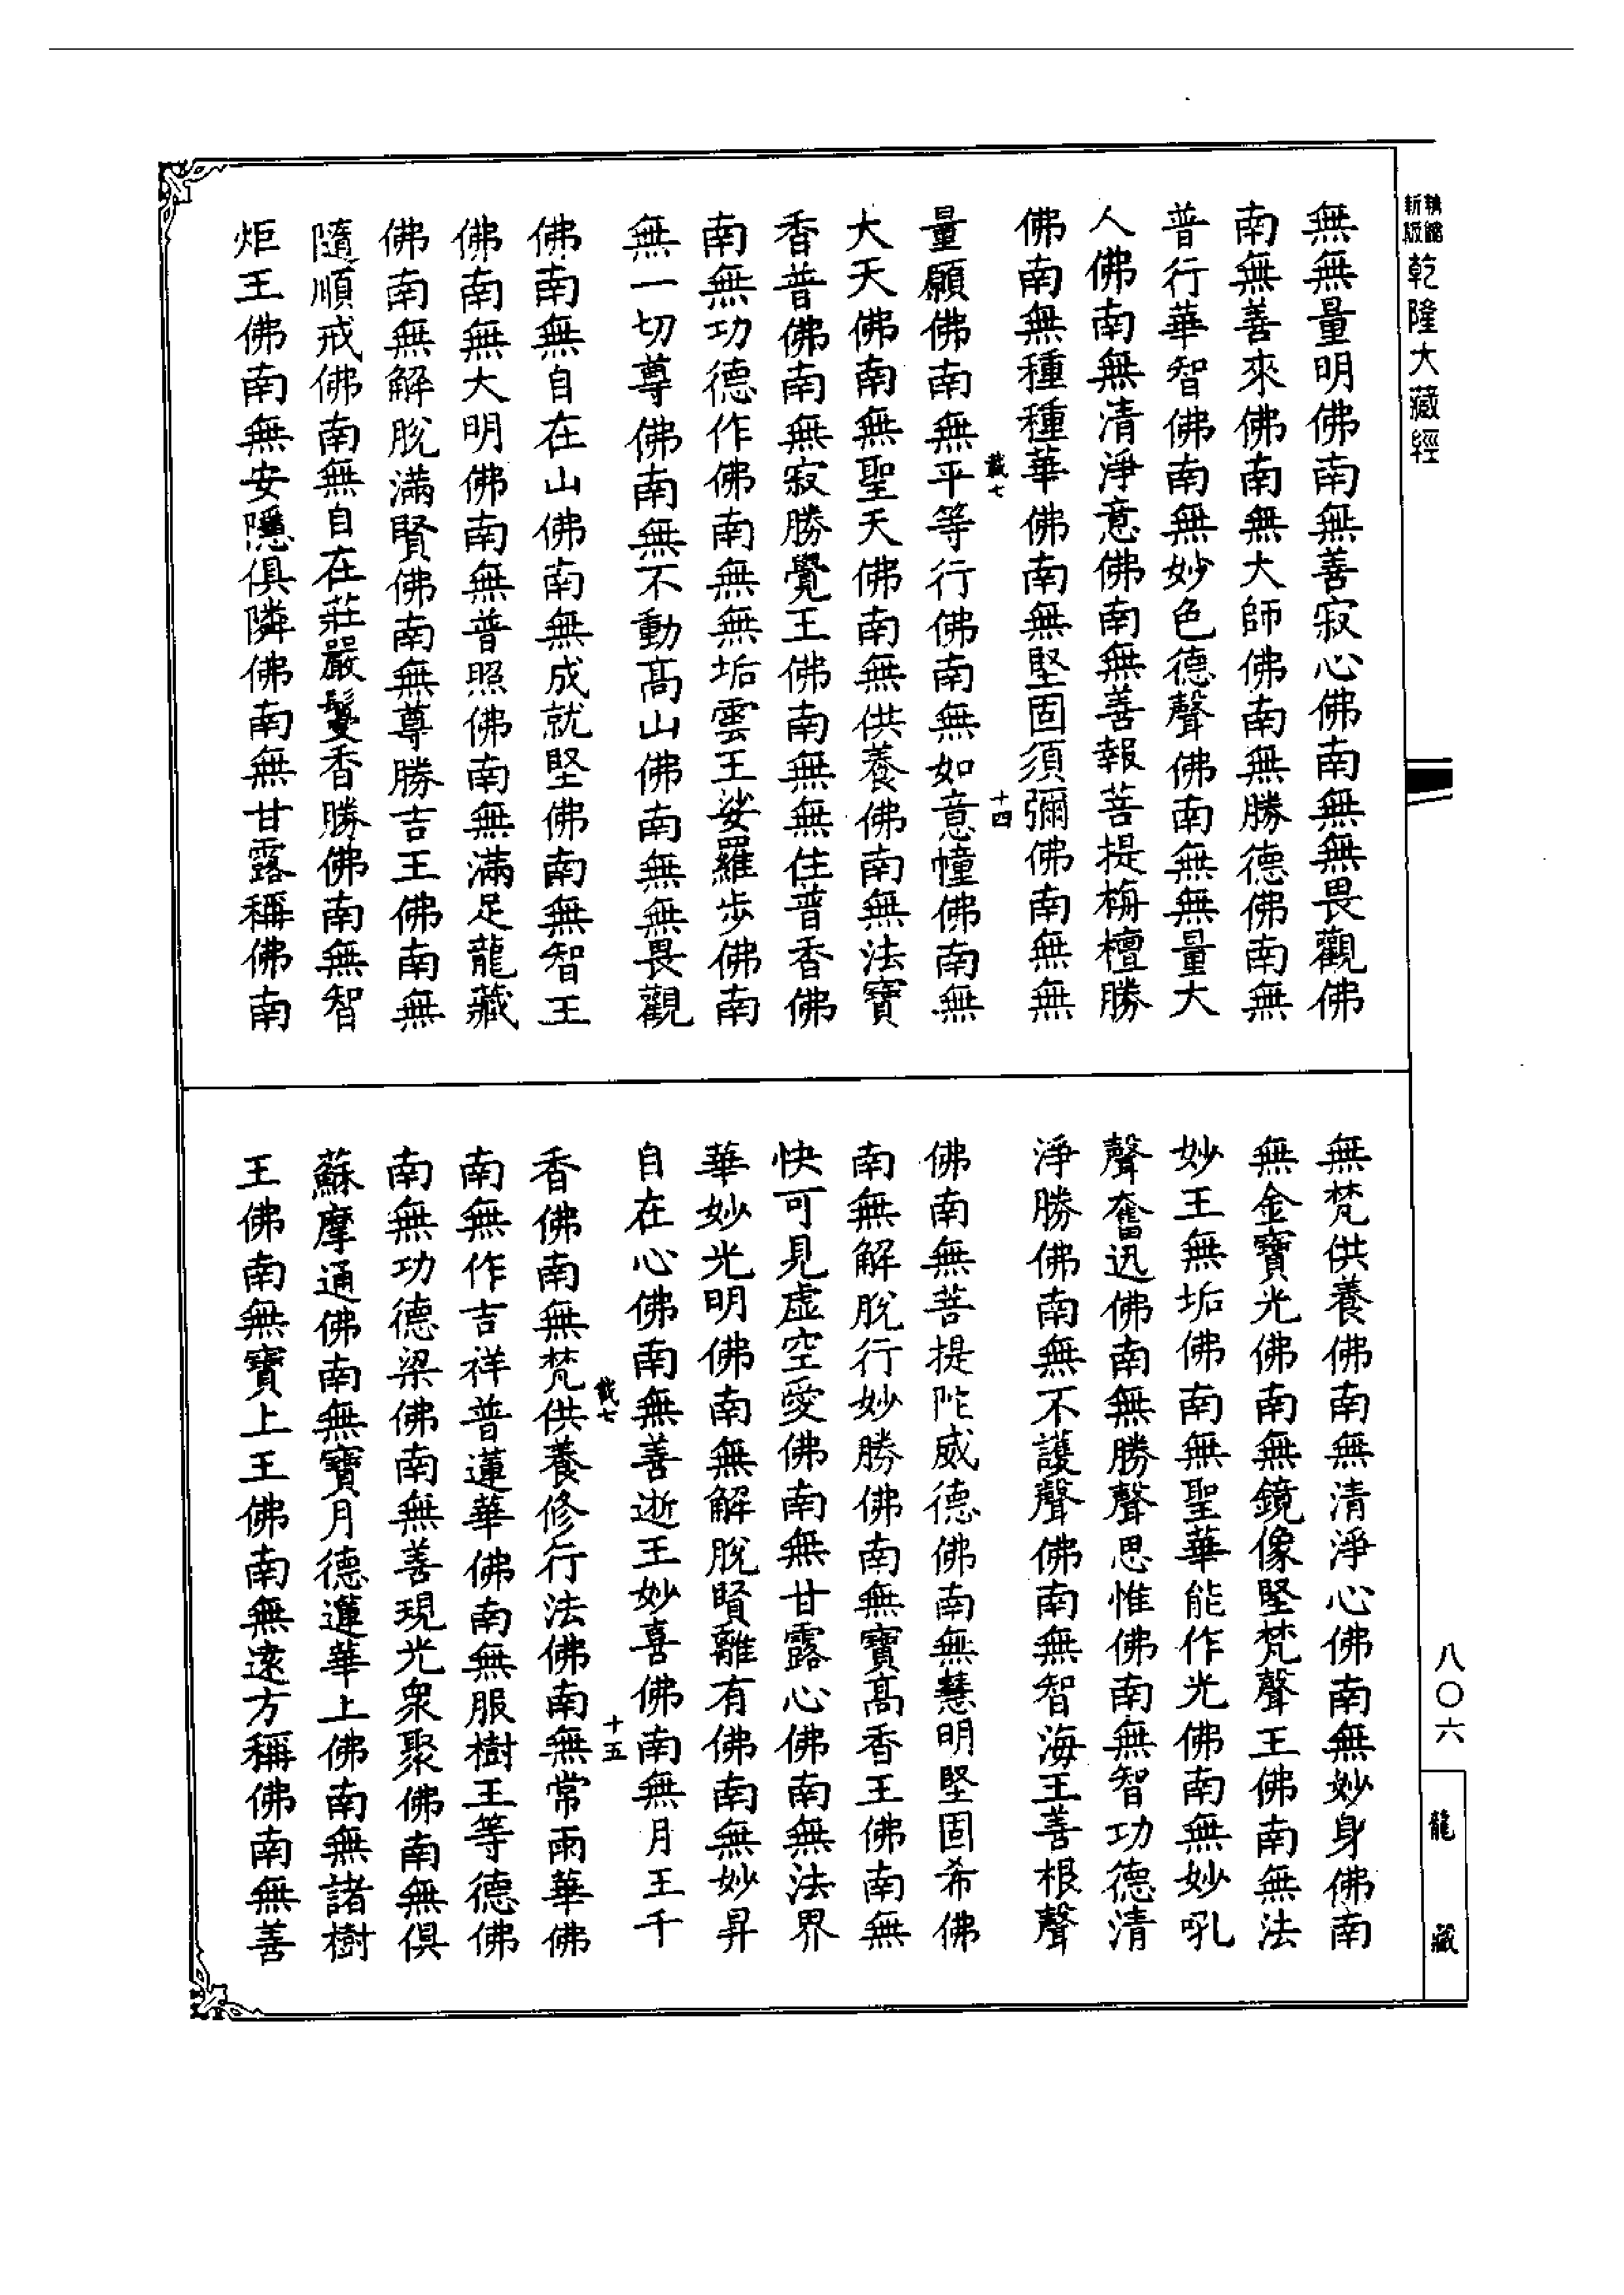 新版
乾隆大藏經
無無量明佛南無善寂心佛南無無畏觀佛
南無善來佛南無大師佛南無勝德佛南無
普行華智佛南無妙色德聲佛南無無量大
人佛南無清淨意佛南無善報菩提栴檀勝
佛南無種種華佛南無堅固須彌佛南無無
載七
十四
量願佛南無平等行佛南無如意幢佛南無
大天佛南無聖天佛南無供養佛南無法寶
香普佛南無寂勝覺王佛南無無住普香佛
南無功德作佛南無無垢雲王娑羅步佛南
無一切尊佛南無不動高山佛南無無畏觀
佛南無自在山佛南無成就堅佛南無智王
佛南無大明佛南無普照佛南無滿足龍藏
佛南無解脫滿賢佛南無尊勝吉王佛南無
隨順戒佛南無自在莊嚴鬘香勝佛南無智
炬王佛南無安隱俱隣佛南無甘露稱佛南
無梵供養佛南無清淨心佛南無妙身佛南
無金寶光佛南無鏡像堅梵聲王佛南無法
妙王無垢佛南無聖華能作光佛南無妙吼
聲奮迅佛南無勝聲思惟佛南無智功德清
淨勝佛南無不護聲佛南無智海王善根聲
佛南無菩提陀威德佛南無慧明堅固希佛
南無解脫行妙勝佛南無寶高香王佛南無
快可見虛空愛佛南無甘露心佛南無法界
華妙光明佛南無解脫賢離有佛南無妙昇
自在心佛南無善逝王妙喜佛南無月王千
載七
十五
香佛南無梵供養修行法佛南無常雨華佛
南無作吉祥普蓮華佛南無服樹王等德佛
南無功德梁佛南無善現光眾聚佛南無俱
蘇摩通佛南無寶月德蓮華上佛南無諸樹
王佛南無寶上王佛南無遠方稱佛南無善
八〇六
龍藏